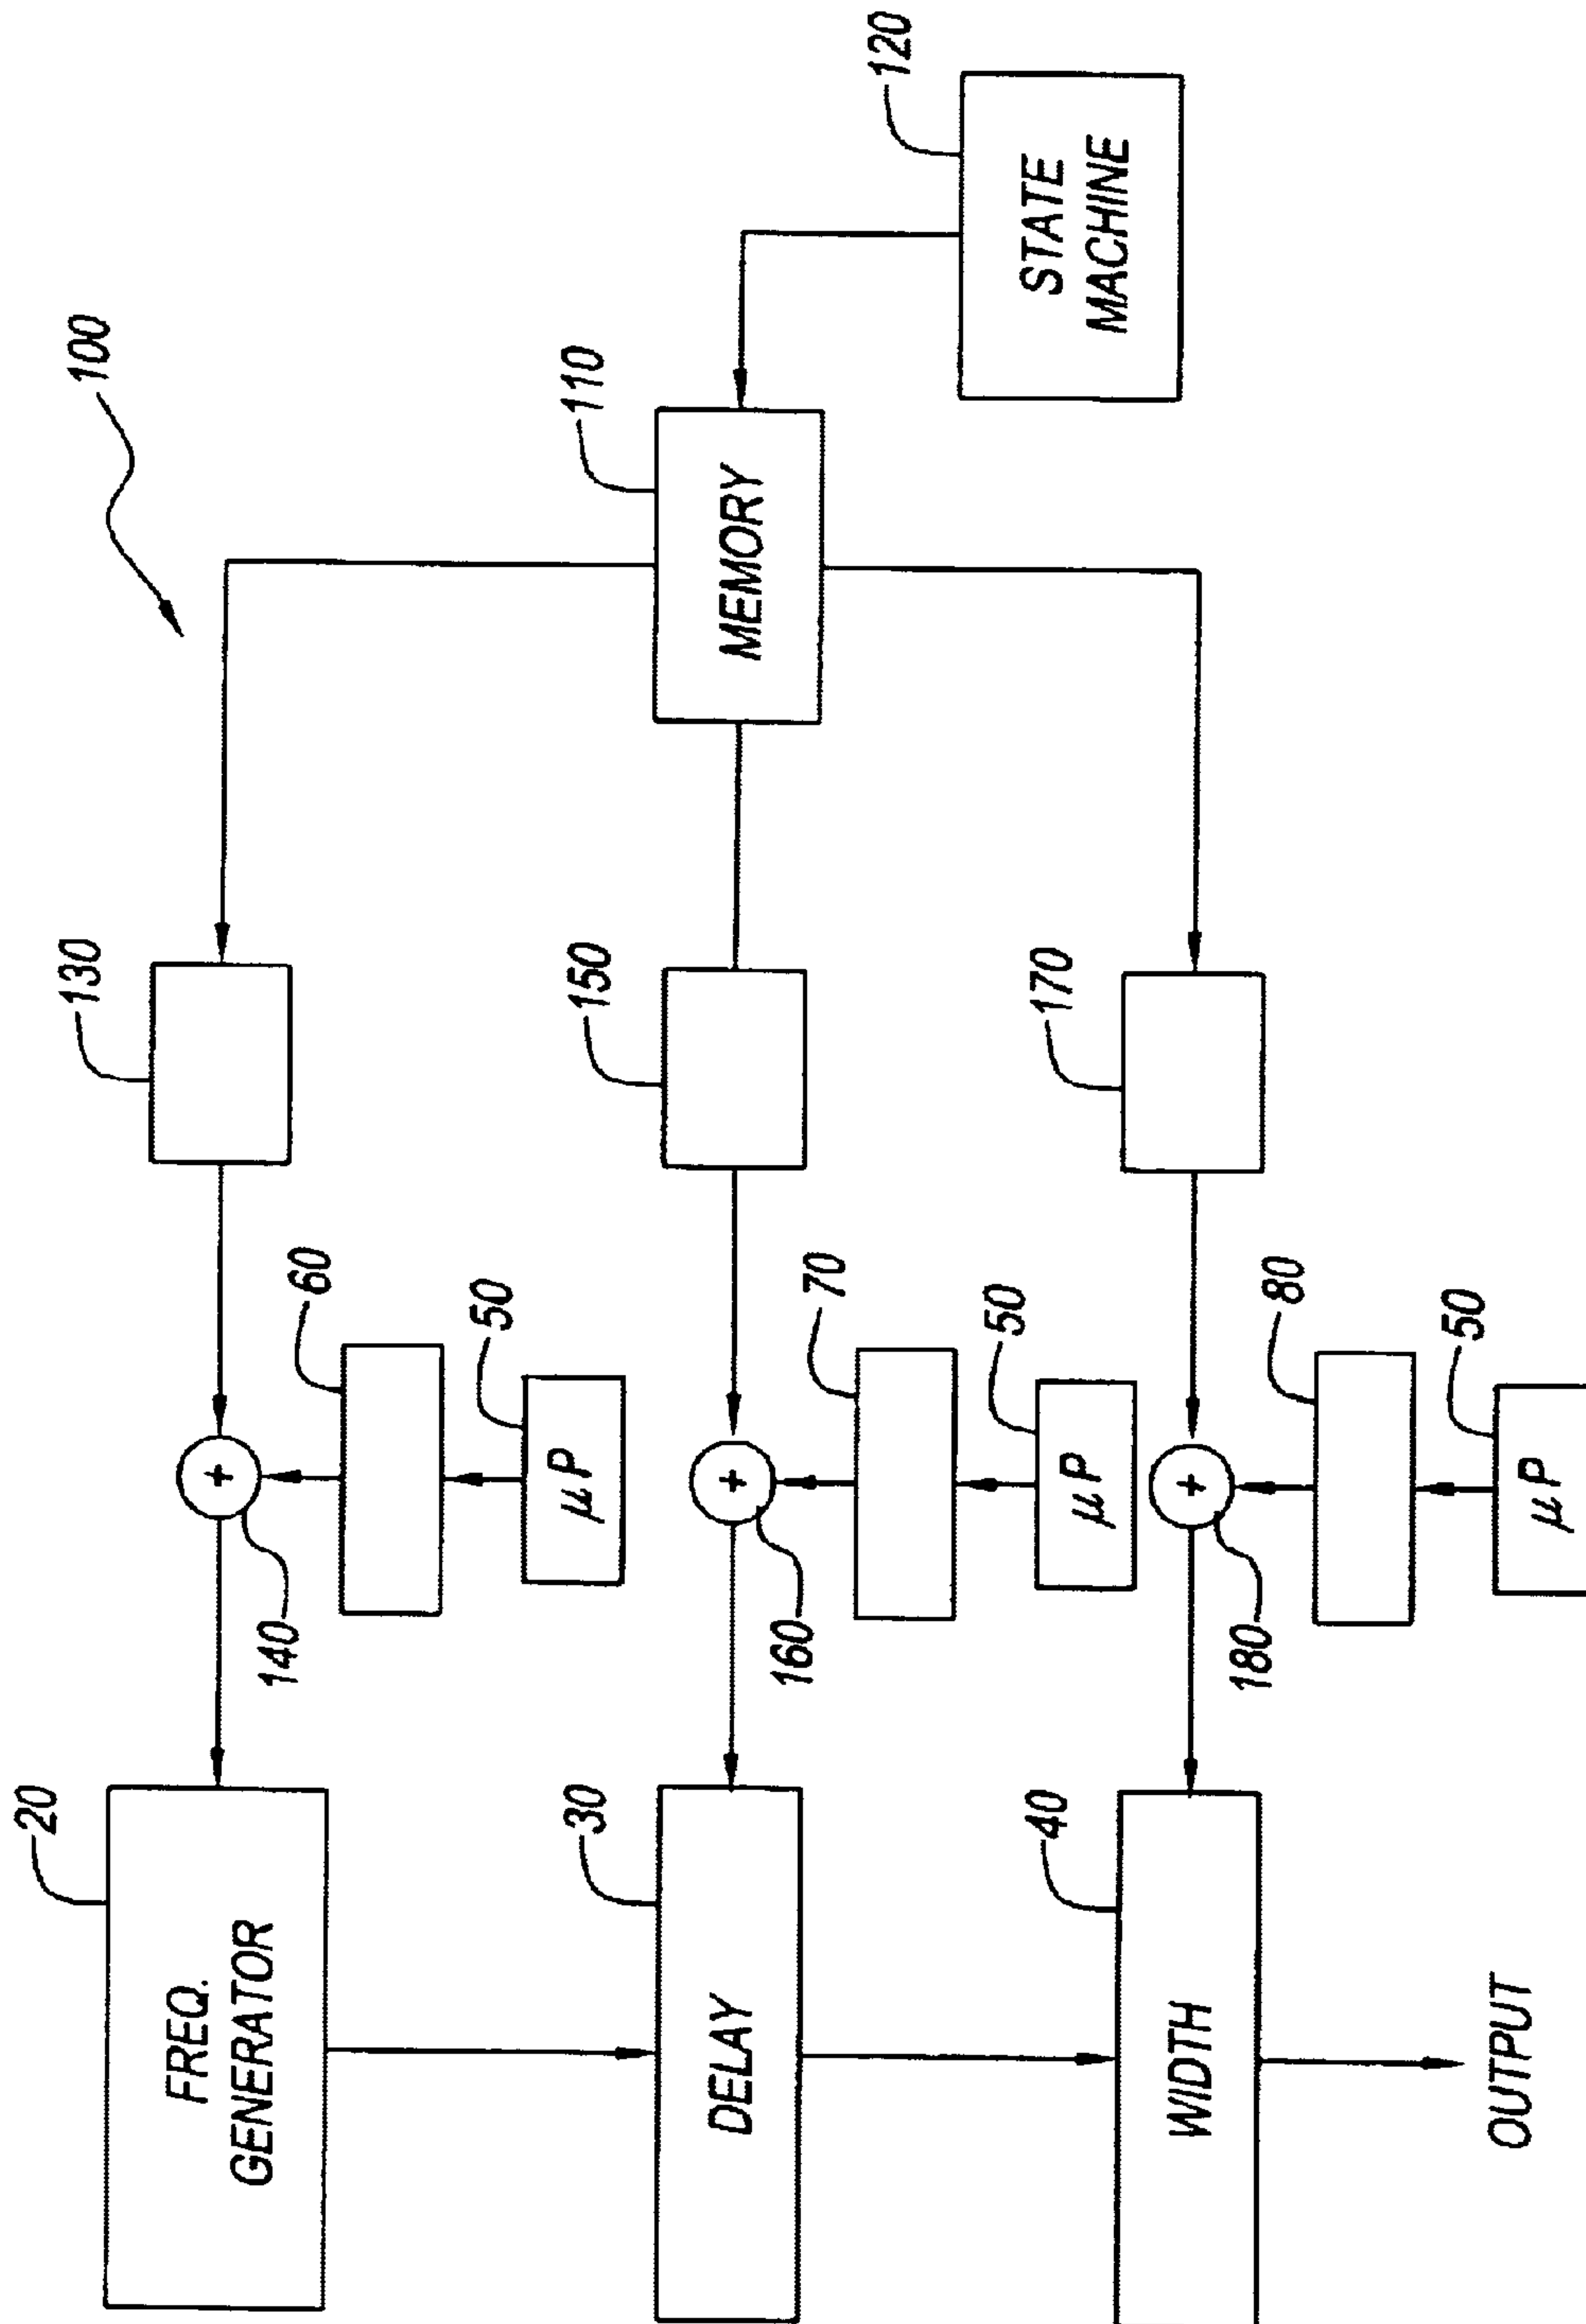 100
20
FREQ.
GENERATOR
140
60
50
μP
130
30
DELAY
160
70
50
μP
150
110
MEMORY
120
STATE
MACHINE
40
WIDTH
180
80
50
μP
170
OUTPUT